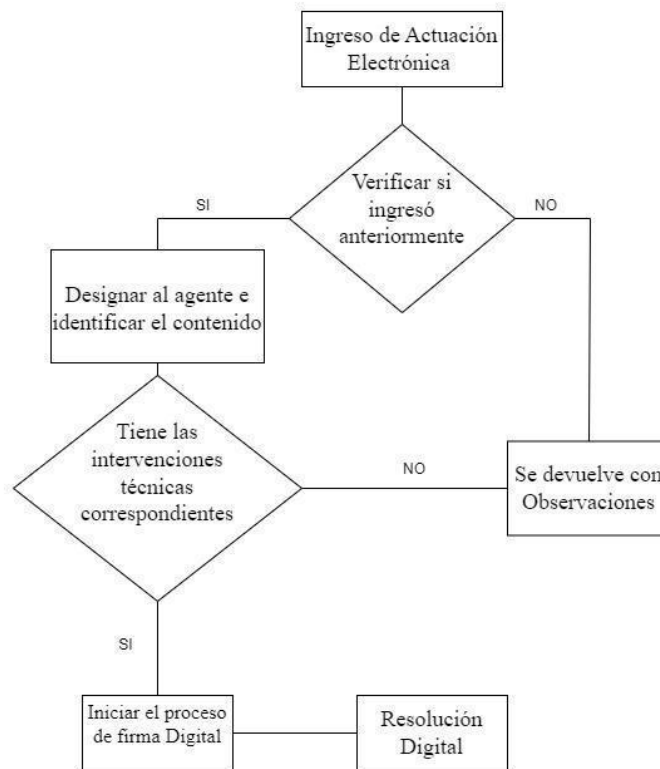 Ingreso de Actuación
Electrónica
Verificar si
ingresó
anteriormente
SI
NO
Designar al agente e
identificar el contenido
Tiene las
intervenciones
técnicas
correspondientes
NO
Se devuelve con
Observaciones
SI
Iniciar el proceso
de firma Digital
Resolución
Digital